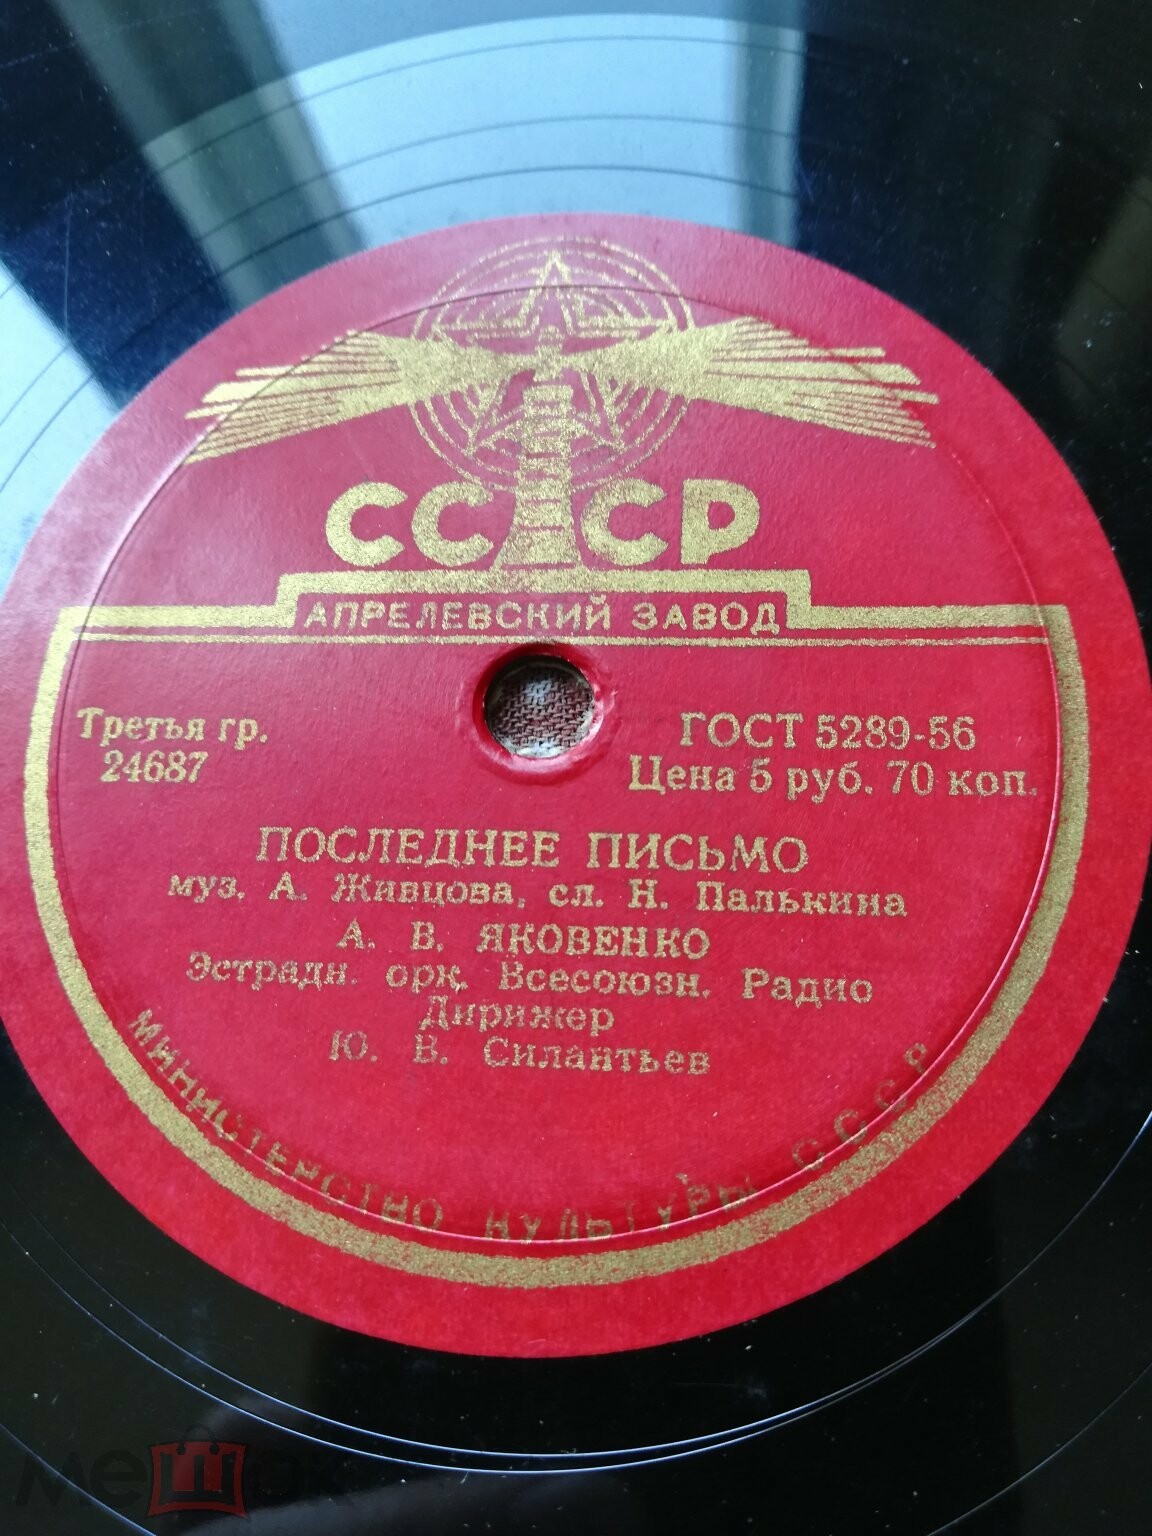 СССР
АПРЕЛЕВСКИЙ ЗАВОД
Третья гр.
24687
ГОСТ 5289-56
Цена 5 руб. 70 коп.
ПОСЛЕДНЕЕ ПИСЬМО
муз. А. Живцова, сл. Н. Палькина
А. В. ЯКОВЕНКО
Эстрадн. орк. Всесоюзн. Радио
Дирижер
Ю. В. Силантьев
МИНИСТЕРСТВО КУЛЬТУРЫ СССР
мешок